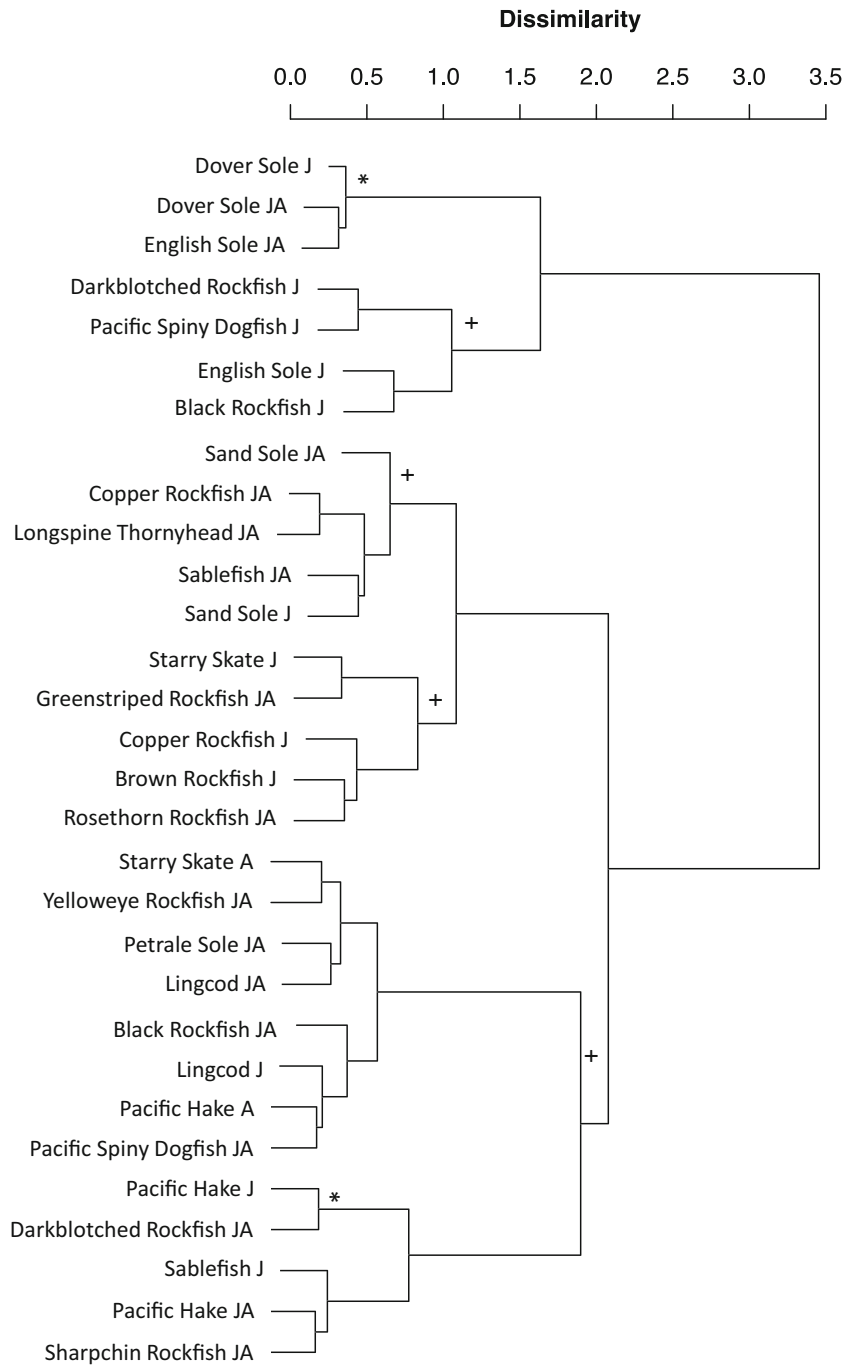 Dissimilarity
0.0 0.5 1.0 1.5 2.0 2.5 3.0 3.5
Dover Sole J
*
Dover Sole JA
English Sole JA
Darkblotched Rockfish J
Pacific Spiny Dogfish J
+
English Sole J
Black Rockfish J
Sand Sole JA
+
Copper Rockfish JA
Longspine Thornyhead JA
Sablefish JA
Sand Sole J
Starry Skate J
Greenstriped Rockfish JA
+
Copper Rockfish J
Brown Rockfish J
Rosethorn Rockfish JA
Starry Skate A
Yelloweye Rockfish JA
Petrale Sole JA
Lingcod JA
Black Rockfish JA
+
Lingcod J
Pacific Hake A
Pacific Spiny Dogfish JA
Pacific Hake J
*
Darkblotched Rockfish JA
Sablefish J
Pacific Hake JA
Sharpchin Rockfish JA